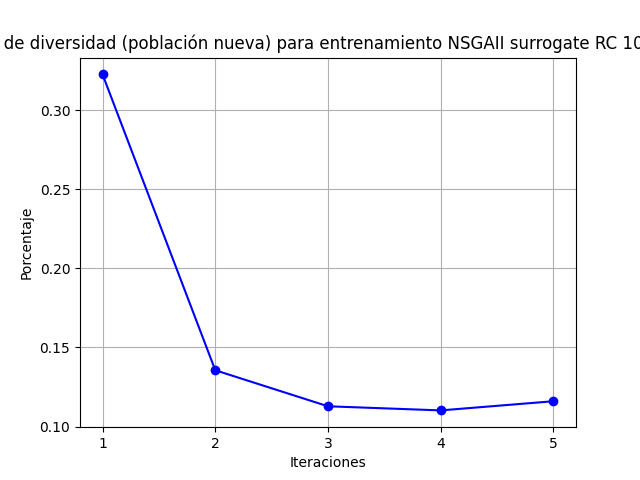 de diversidad (población nueva) para entrenamiento NSGAII surrogate RC 10
0.30
0.25
0.20
0.15
0.10
Porcentaje
1 2 3 4 5
Iteraciones